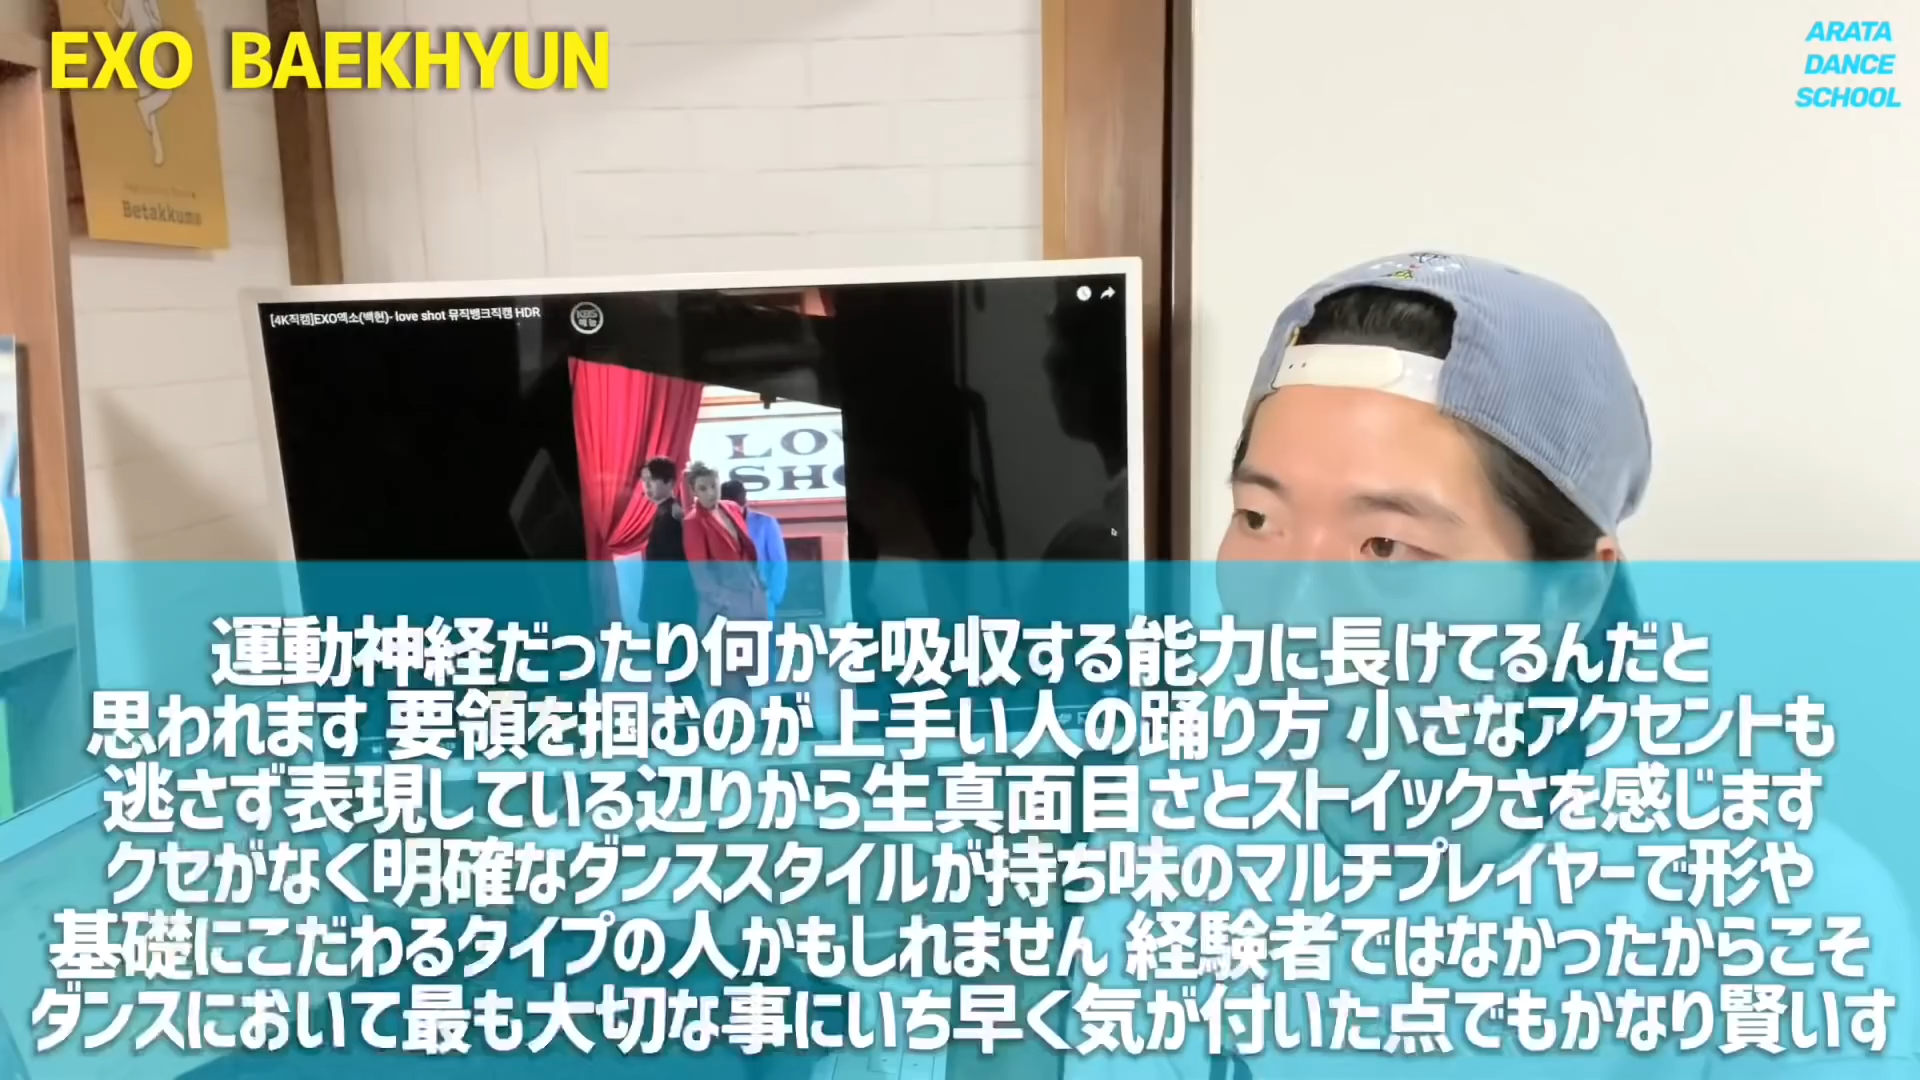 EXO BAEKHYUN
ARATA
DANCE
SCHOOL
Betakkuma
[4K직캠]EXO엑소(백현)- love shot 뮤직뱅크직캠 HDR
KBS
예능
LOV
SHO
運動神経だったり何かを吸収する能力に長けてるんだと
思われます 要領を掴むのが上手い人の踊り方 小さなアクセントも
逃さず表現している辺りから生真面目さとストイックさを感じます
クセがなく明確なダンススタイルが持ち味のマルチプレイヤーで形や
基礎にこだわるタイプの人かもしれません 経験者ではなかったからこそ
ダンスにおいて最も大切な事にいち早く気が付いた点でもかなり賢いす